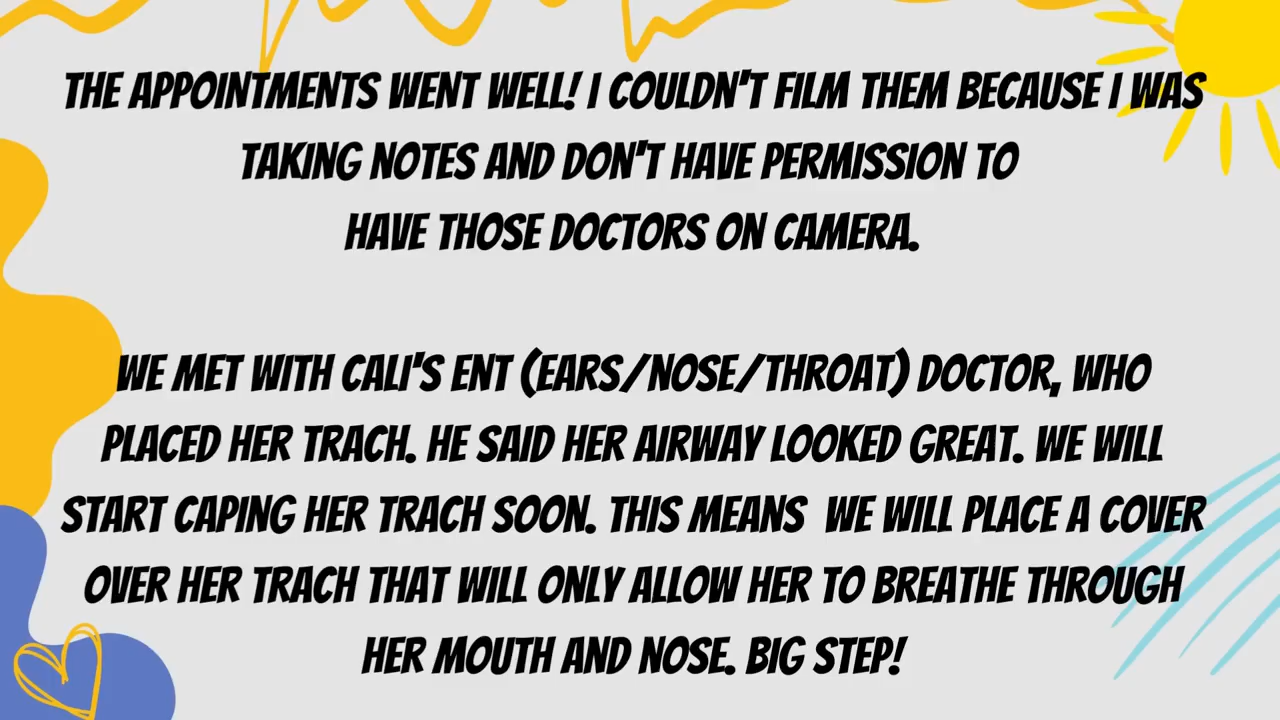 THE APPOINTMENTS WENT WELL! I COULDN'T FILM THEM BECAUSE I WAS
TAKING NOTES AND DON'T HAVE PERMISSION TO
HAVE THOSE DOCTORS ON CAMERA.
WE MET WITH CALI'S ENT (EARS/NOSE/THROAT) DOCTOR, WHO
PLACED HER TRACH. HE SAID HER AIRWAY LOOKED GREAT. WE WILL
START CAPING HER TRACH SOON. THIS MEANS WE WILL PLACE A COVER
OVER HER TRACH THAT WILL ONLY ALLOW HER TO BREATHE THROUGH
HER MOUTH AND NOSE. BIG STEP!